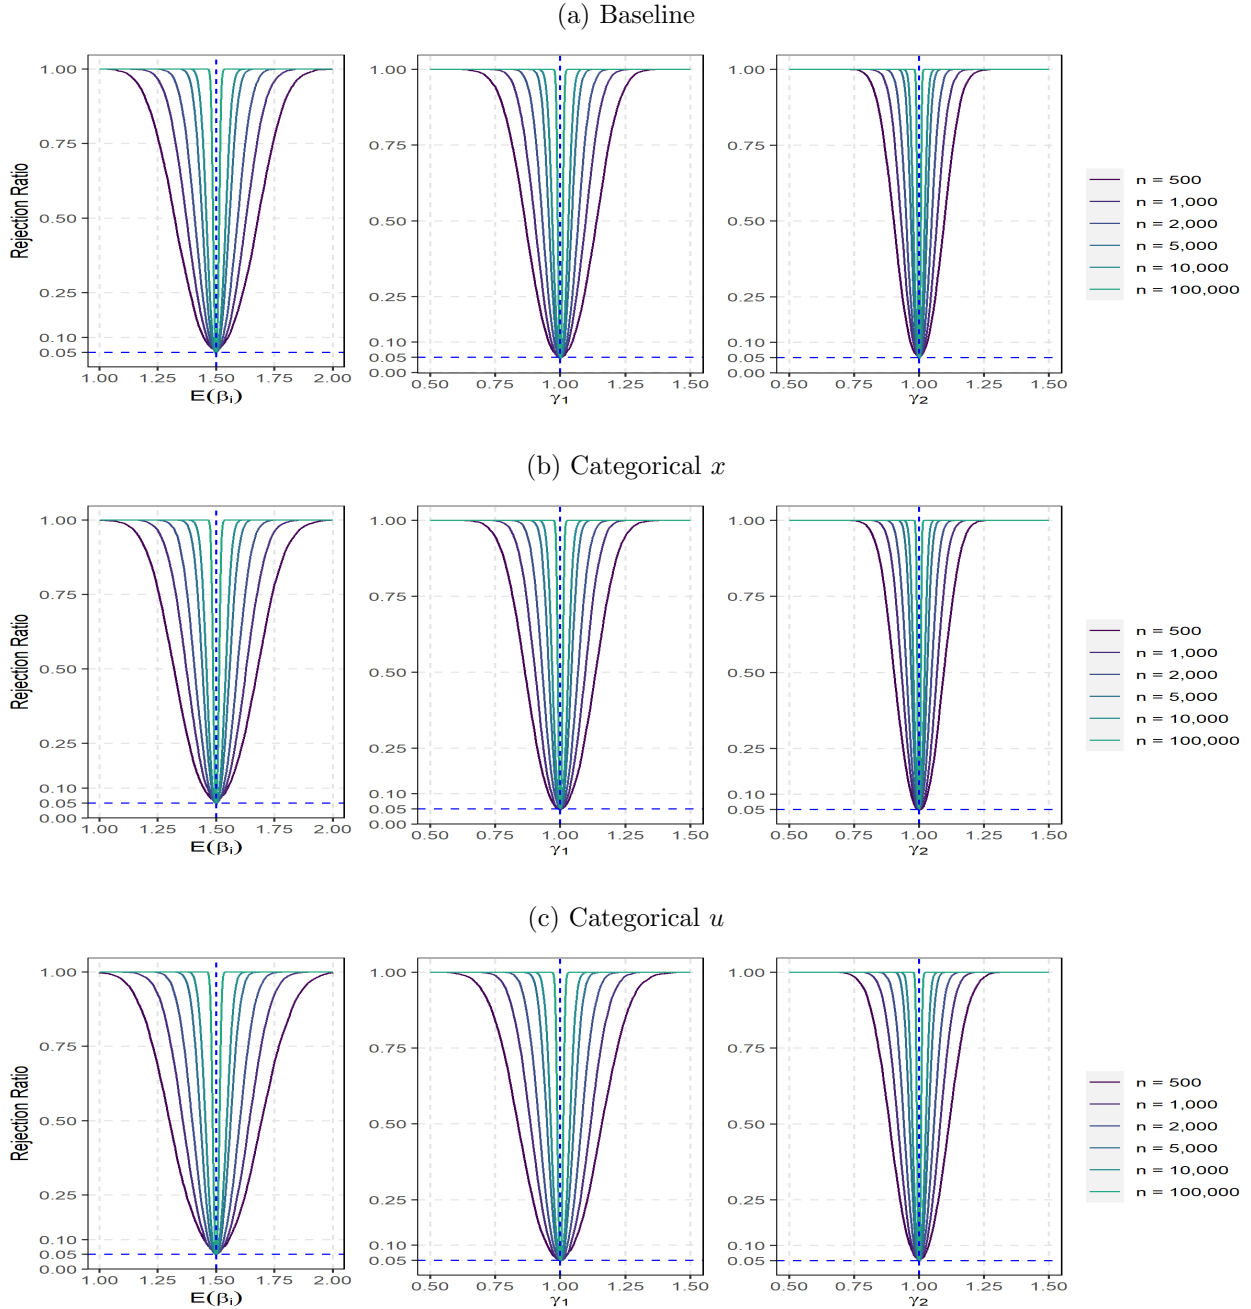 (a) Baseline
Rejection Ratio
1.00
0.75
0.50
0.25
0.10
0.05
1.00 1.25 1.50 1.75 2.00
E(βi)
1.00
0.75
0.50
0.25
0.10
0.05
0.00
0.50 0.75 1.00 1.25 1.50
γ1
1.00
0.75
0.50
0.25
0.10
0.05
0.00
0.50 0.75 1.00 1.25 1.50
γ2
n = 500
n = 1,000
n = 2,000
n = 5,000
n = 10,000
n = 100,000
(b) Categorical x
Rejection Ratio
1.00
0.75
0.50
0.25
0.10
0.05
0.00
1.00 1.25 1.50 1.75 2.00
E(βi)
1.00
0.75
0.50
0.25
0.10
0.05
0.00
0.50 0.75 1.00 1.25 1.50
γ1
1.00
0.75
0.50
0.25
0.10
0.05
0.50 0.75 1.00 1.25 1.50
γ2
n = 500
n = 1,000
n = 2,000
n = 5,000
n = 10,000
n = 100,000
(c) Categorical u
Rejection Ratio
1.00
0.75
0.50
0.25
0.10
0.05
0.00
1.00 1.25 1.50 1.75 2.00
E(βi)
1.00
0.75
0.50
0.25
0.10
0.05
0.50 0.75 1.00 1.25 1.50
γ1
1.00
0.75
0.50
0.25
0.10
0.05
0.50 0.75 1.00 1.25 1.50
γ2
n = 500
n = 1,000
n = 2,000
n = 5,000
n = 10,000
n = 100,000